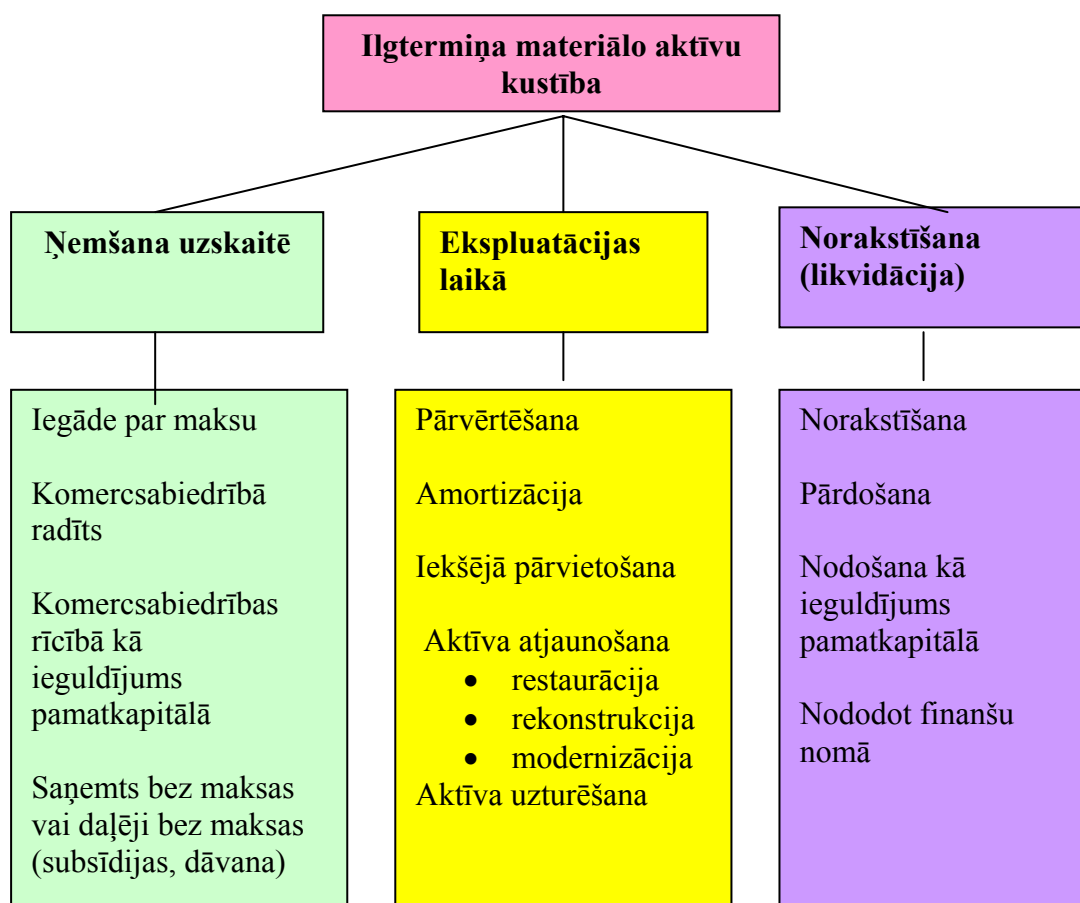 Ilgtermiņa materiālo aktīvu
kustība
Ņemšana uzskaitē
Ekspluatācijas
laikā
Norakstīšana
(likvidācija)
Iegāde par maksu
Komercsabiedrībā
radīts
Komercsabiedrības
rīcībā kā
ieguldījums
pamatkapitālā
Saņemts bez maksas
vai daļēji bez maksas
(subsīdijas, dāvana)
Pārvērtēšana
Amortizācija
Iekšējā pārvietošana
Aktīva atjaunošana
• restaurācija
• rekonstrukcija
• modernizācija
Aktīva uzturēšana
Norakstīšana
Pārdošana
Nodošana kā
ieguldījums
pamatkapitālā
Nododot finanšu
nomā